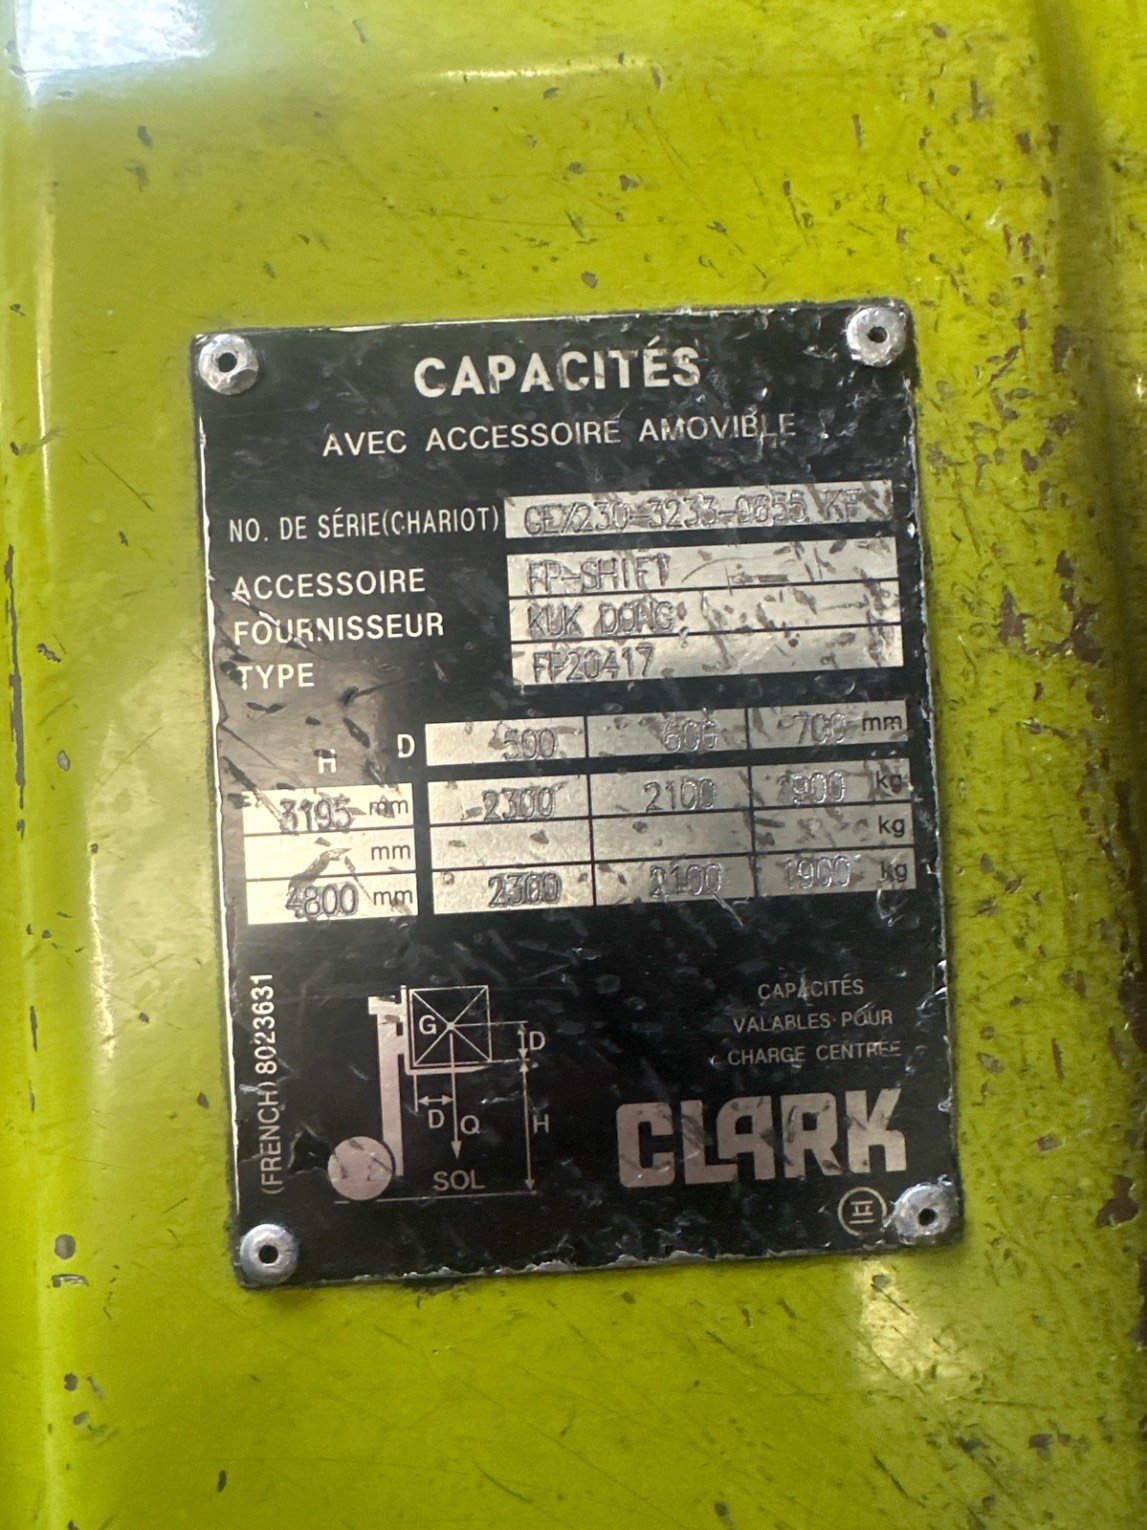 CAPACITÉS
AVEC ACCESSOIRE AMOVIBLE
NO. DE SÉRIE(CHARIOT)
ACCESSOIRE FP-SHIFT
FOURNISSEUR KUK DONG
TYPE FP20417
H D 500 600 700 mm
3195 mm 2300 2100 1900 kg
mm kg
4800 mm 2300 2100 1900 kg
(FRENCH) 8023631
G
D
D Q H
SOL
CAPACITÉS
VALABLES POUR
CHARGE CENTRÉE
CLARK